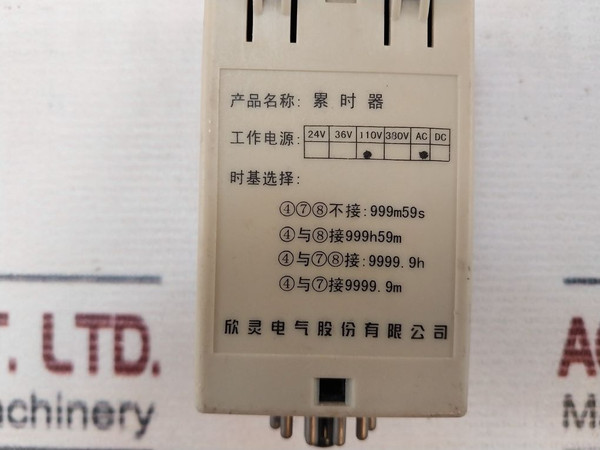 产品名称: 累时器
工作电源: 24V 36V 110V 380V AC DC
时基选择:
④⑦⑧不接:999m59s
④与⑧接999h59m
④与⑦⑧接:9999.9h
④与⑦接9999.9m
欣灵电气股份有限公司
T. LTD.
achinery
AC
Ma